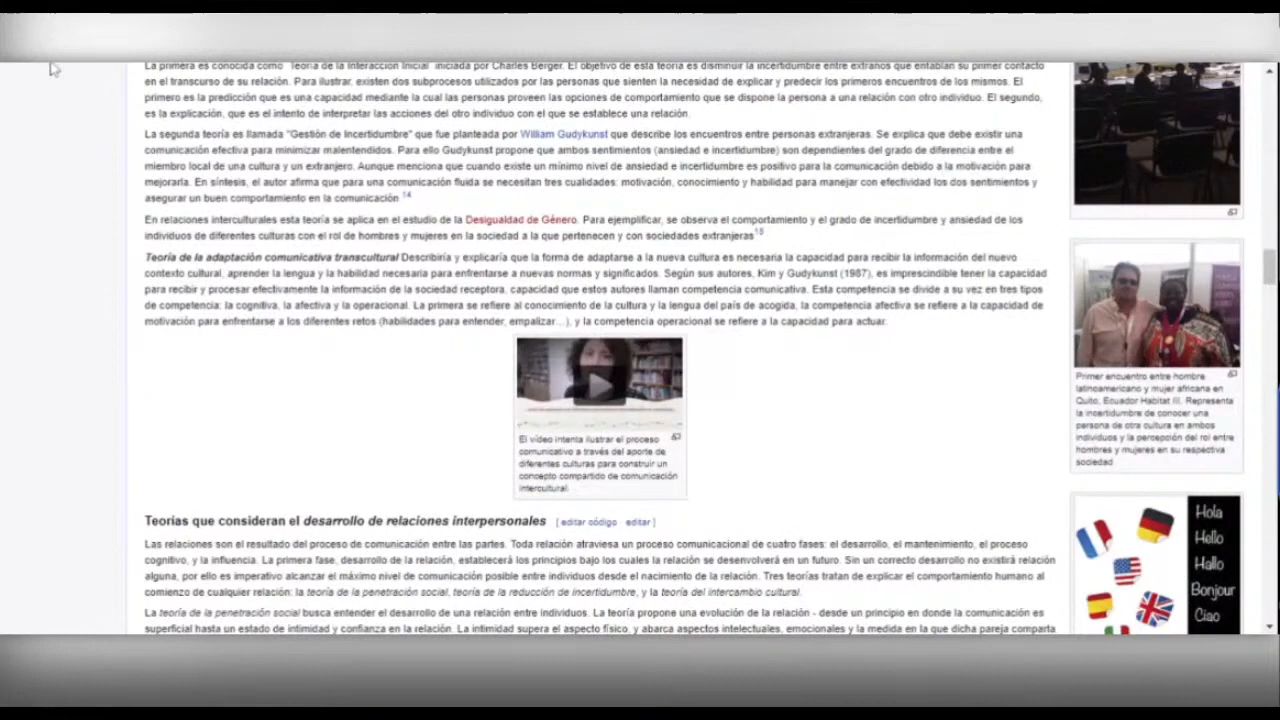 La primera es conocida como "Teoría de la Interacción Inicial" iniciada por Charles Berger. El objetivo de esta teoría es disminuir la incertidumbre entre extraños que entablan su primer contacto
en el transcurso de su relación. Para ilustrar, existen dos subprocesos utilizados por las personas que sienten la necesidad de explicar y predecir los primeros encuentros de los mismos. El
primero es la predicción que es una capacidad mediante la cual las personas proveen las opciones de comportamiento que se dispone la persona a una relación con otro individuo. El segundo,
es la explicación, que es el intento de interpretar las acciones del otro individuo con el que se establece una relación.
La segunda teoría es llamada "Gestión de Incertidumbre" que fue planteada por William Gudykunst que describe los encuentros entre personas extranjeras. Se explica que debe existir una
comunicación efectiva para minimizar malentendidos. Para ello Gudykunst propone que ambos sentimientos (ansiedad e incertidumbre) son dependientes del grado de diferencia entre el
miembro local de una cultura y un extranjero. Aunque menciona que cuando existe un mínimo nivel de ansiedad e incertidumbre es positivo para la comunicación debido a la motivación para
mejorarla. En síntesis, el autor afirma que para una comunicación fluida se necesitan tres cualidades: motivación, conocimiento y habilidad para manejar con efectividad los dos sentimientos y
asegurar un buen comportamiento en la comunicación 14
En relaciones interculturales esta teoría se aplica en el estudio de la Desigualdad de Género. Para ejemplificar, se observa el comportamiento y el grado de incertidumbre y ansiedad de los
individuos de diferentes culturas con el rol de hombres y mujeres en la sociedad a la que pertenecen y con sociedades extranjeras15
Teoría de la adaptación comunicativa transcultural Describiría y explicaría que la forma de adaptarse a la nueva cultura es necesaria la capacidad para recibir la información del nuevo
contexto cultural, aprender la lengua y la habilidad necesaria para enfrentarse a nuevas normas y significados. Según sus autores, Kim y Gudykunst (1987), es imprescindible tener la capacidad
para recibir y procesar efectivamente la información de la sociedad receptora, capacidad que estos autores llaman competencia comunicativa. Esta competencia se divide a su vez en tres tipos
de competencia: la cognitiva, la afectiva y la operacional. La primera se refiere al conocimiento de la cultura y la lengua del país de acogida, la competencia afectiva se refiere a la capacidad de
motivación para enfrentarse a los diferentes retos (habilidades para entender, empalizar...), y la competencia operacional se refiere a la capacidad para actuar.
El vídeo intenta ilustrar el proceso
comunicativo a través del aporte de
diferentes culturas para construir un
concepto compartido de comunicación
intercultural.
Teorías que consideran el desarrollo de relaciones interpersonales [ editar código · editar ]
Las relaciones son el resultado del proceso de comunicación entre las partes. Toda relación atraviesa un proceso comunicacional de cuatro fases: el desarrollo, el mantenimiento, el proceso
cognitivo, y la influencia. La primera fase, desarrollo de la relación, establecerá los principios bajo los cuales la relación se desenvolverá en un futuro. Sin un correcto desarrollo no existirá relación
alguna, por ello es imperativo alcanzar el máximo nivel de comunicación posible entre individuos desde el nacimiento de la relación. Tres teorías tratan de explicar el comportamiento humano al
comienzo de cualquier relación: la teoría de la penetración social, teoría de la reducción de incertidumbre, y la teoría del intercambio cultural.
La teoría de la penetración social busca entender el desarrollo de una relación entre individuos. La teoría propone una evolución de la relación - desde un principio en donde la comunicación es
superficial hasta un estado de intimidad y confianza en la relación. La intimidad supera el aspecto físico, y abarca aspectos intelectuales, emocionales y la medida en la que dicha pareja comparta
Primer encuentro entre hombre
latinoamericano y mujer africana en
Quito, Ecuador Habitat III. Representa
la incertidumbre de conocer una
persona de otra cultura en ambos
individuos y la percepción del rol entre
hombres y mujeres en su respectiva
sociedad
Hola
Hello
Hallo
Bonjour
Ciao